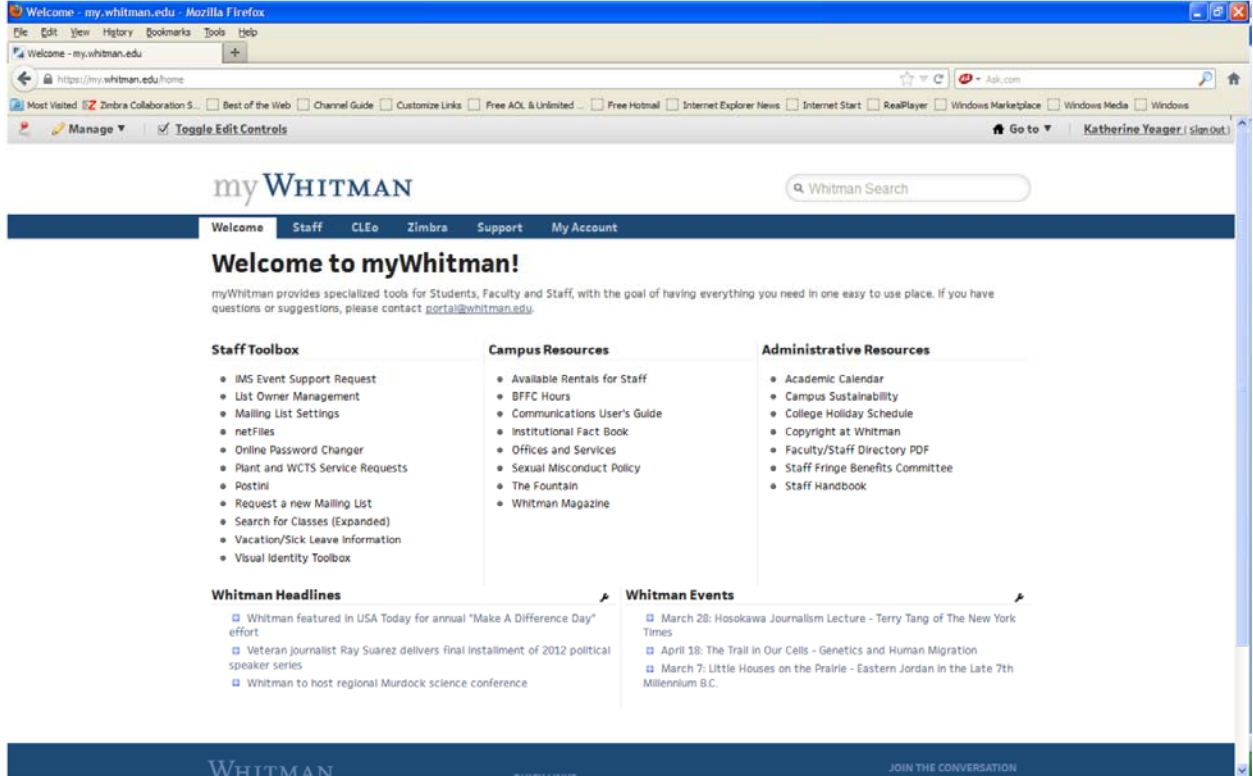 Welcome - my.whitman.edu - Mozilla Firefox
File Edit View History Bookmarks Tools Help
Welcome - my.whitman.edu +
https://my.whitman.edu/home Ask.com
Most Visited Zimbra Collaboration S... Best of the Web Channel Guide Customize Links Free AOL & Unlimited ... Free Hotmail Internet Explorer News Internet Start RealPlayer Windows Marketplace Windows Media Windows
Manage ▼ Toggle Edit Controls Go to ▼ Katherine Yeager ( Sign Out )
my WHITMAN Whitman Search
Welcome Staff CLEo Zimbra Support My Account
Welcome to myWhitman!
myWhitman provides specialized tools for Students, Faculty and Staff, with the goal of having everything you need in one easy to use place. If you have
questions or suggestions, please contact portal@whitman.edu.
Staff Toolbox
IMS Event Support Request
List Owner Management
Mailing List Settings
netFiles
Online Password Changer
Plant and WCTS Service Requests
Postini
Request a new Mailing List
Search for Classes (Expanded)
Vacation/Sick Leave Information
Visual Identity Toolbox
Campus Resources
Available Rentals for Staff
BFFC Hours
Communications User's Guide
Institutional Fact Book
Offices and Services
Sexual Misconduct Policy
The Fountain
Whitman Magazine
Administrative Resources
Academic Calendar
Campus Sustainability
College Holiday Schedule
Copyright at Whitman
Faculty/Staff Directory PDF
Staff Fringe Benefits Committee
Staff Handbook
Whitman Headlines
Whitman featured in USA Today for annual "Make A Difference Day"
effort
Veteran journalist Ray Suarez delivers final installment of 2012 political
speaker series
Whitman to host regional Murdock science conference
Whitman Events
March 28: Hosokawa Journalism Lecture - Terry Tang of The New York
Times
April 18: The Trail in Our Cells - Genetics and Human Migration
March 7: Little Houses on the Prairie - Eastern Jordan in the Late 7th
Millennium B.C.
WHITMAN
JOIN THE CONVERSATION